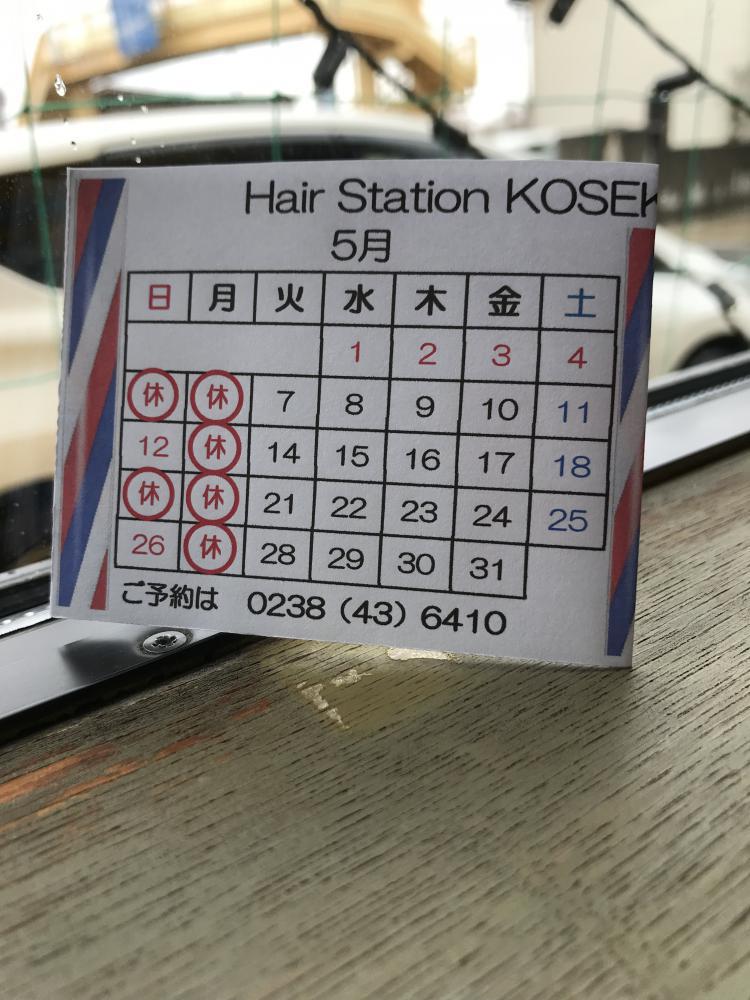 Hair Station KOSEK
5月
日 月 火 水 木 金 土
1 2 3 4
休 休 7 8 9 10 11
12 休 14 15 16 17 18
休 休 21 22 23 24 25
26 休 28 29 30 31
ご予約は 0238 (43) 6410